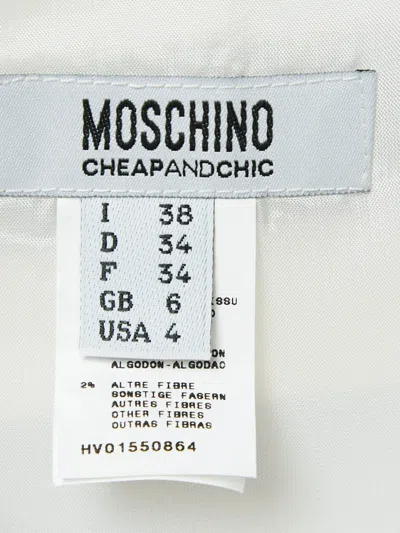 MOSCHINO
CHEAPANDCHIC
I 38
D 34
F 34
GB 6
USA 4
ALGODON-ALGODAO
2% ALTRE FIBRE
SONSTIGE FASERN
AUTRES FIBRES
OTHER FIBRES
OUTRAS FIBRAS
HV01550864